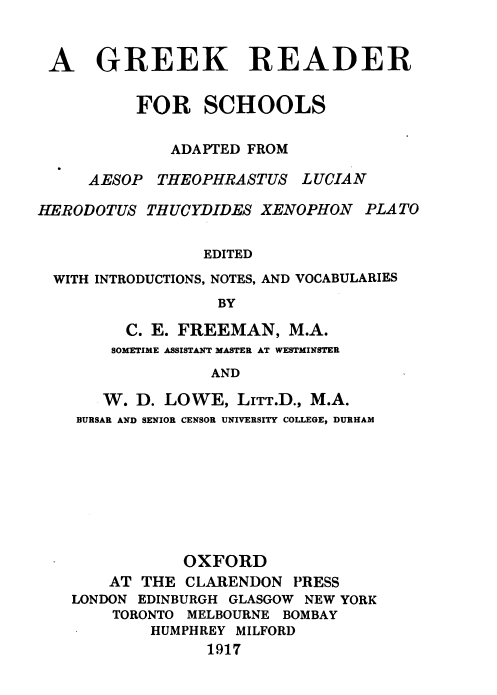 A GREEK READER
FOR SCHOOLS
ADAPTED FROM
AESOP THEOPHRASTUS LUCIAN
HERODOTUS THUCYDIDES XENOPHON PLATO
EDITED
WITH INTRODUCTIONS, NOTES, AND VOCABULARIES
BY
C. E. FREEMAN, M.A.
SOMETIME ASSISTANT MASTER AT WESTMINSTER
AND
W. D. LOWE, LITT.D., M.A.
BURSAR AND SENIOR CENSOR UNIVERSITY COLLEGE, DURHAM
OXFORD
AT THE CLARENDON PRESS
LONDON EDINBURGH GLASGOW NEW YORK
TORONTO MELBOURNE BOMBAY
HUMPHREY MILFORD
1917